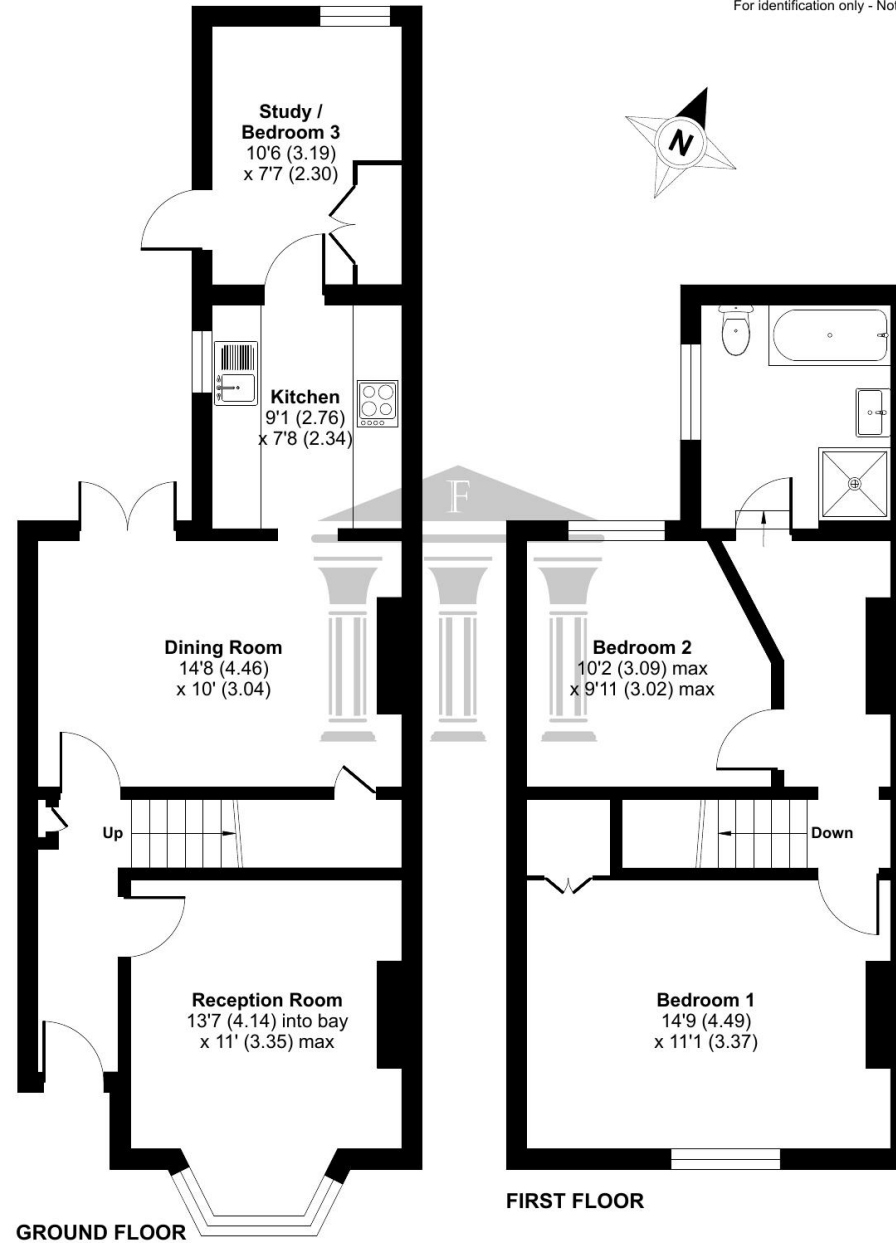 For identification only - Not
Study /
Bedroom 3
10'6 (3.19)
x 7'7 (2.30)
N
Kitchen
9'1 (2.76)
x 7'8 (2.34)
F
Dining Room
14'8 (4.46)
x 10' (3.04)
Bedroom 2
10'2 (3.09) max
x 9'11 (3.02) max
Up
Down
Reception Room
13'7 (4.14) into bay
x 11' (3.35) max
Bedroom 1
14'9 (4.49)
x 11'1 (3.37)
FIRST FLOOR
GROUND FLOOR